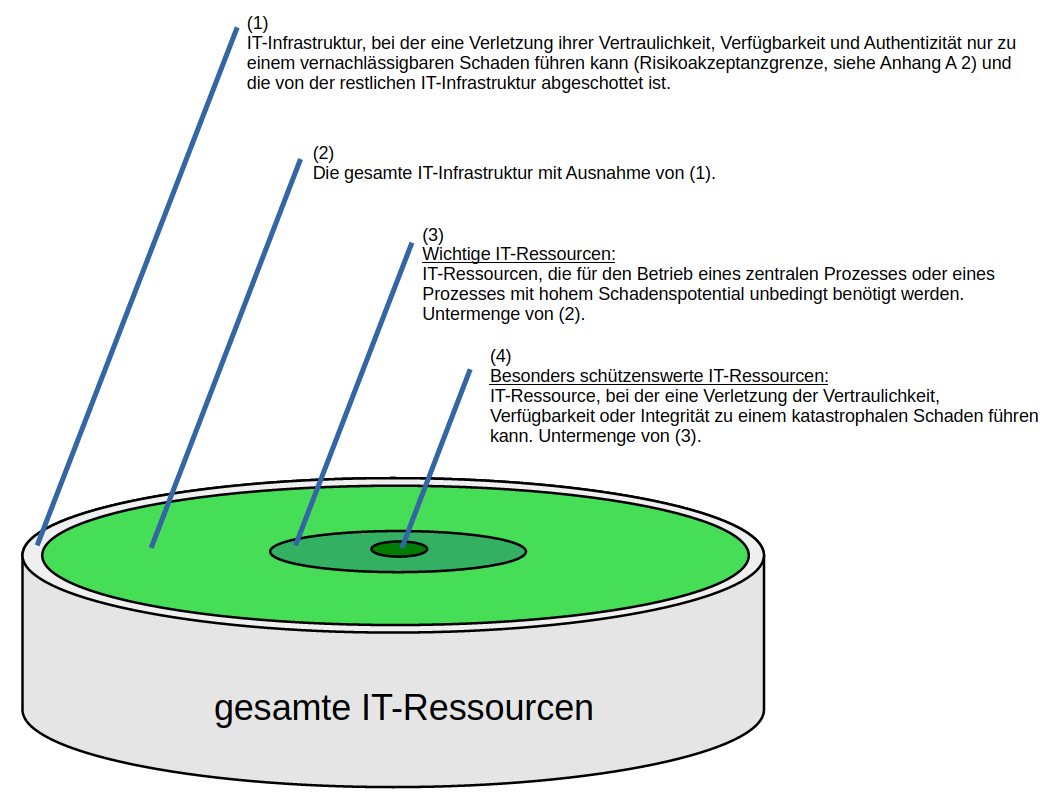 (1)
IT-Infrastruktur, bei der eine Verletzung ihrer Vertraulichkeit, Verfügbarkeit und Authentizität nur zu
einem vernachlässigbaren Schaden führen kann (Risikoakzeptanzgrenze, siehe Anhang A 2) und
die von der restlichen IT-Infrastruktur abgeschottet ist.
(2)
Die gesamte IT-Infrastruktur mit Ausnahme von (1).
(3)
Wichtige IT-Ressourcen:
IT-Ressourcen, die für den Betrieb eines zentralen Prozesses oder eines
Prozesses mit hohem Schadenspotential unbedingt benötigt werden.
Untermenge von (2).
(4)
Besonders schützenswerte IT-Ressourcen:
IT-Ressource, bei der eine Verletzung der Vertraulichkeit,
Verfügbarkeit oder Integrität zu einem katastrophalen Schaden führen
kann. Untermenge von (3).
gesamte IT-Ressourcen